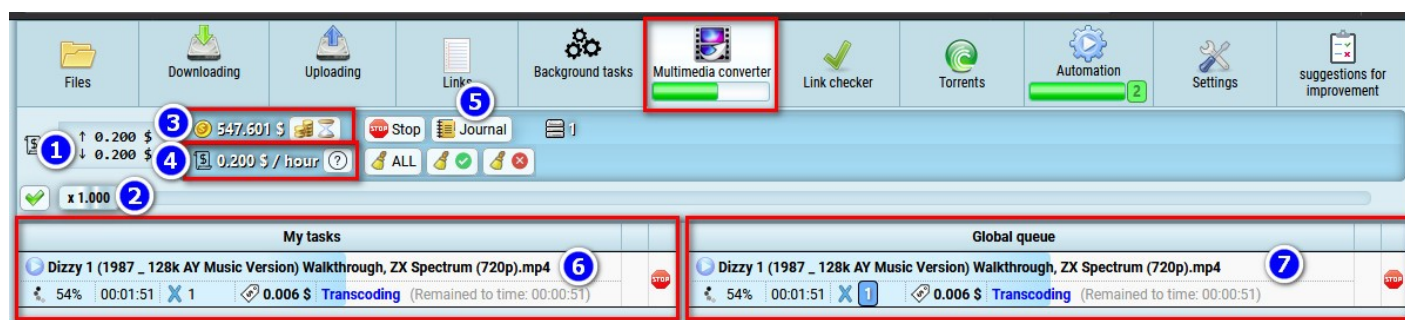 Files
Downloading
Uploading
Links
Background tasks
Multimedia converter
Link checker
Torrents
Automation
2
Settings
suggestions for
improvement
5
1
↑ 0.200 $
↓ 0.200 $
3
547.601 $
STOP Stop
Journal
1
4
0.200 $ / hour ?
ALL
x 1.000
2
My tasks
Dizzy 1 (1987 _ 128k AY Music Version) Walkthrough, ZX Spectrum (720p).mp4
6
STOP
54% 00:01:51 1 0.006 $ Transcoding (Remained to time: 00:00:51)
Global queue
Dizzy 1 (1987 _ 128k AY Music Version) Walkthrough, ZX Spectrum (720p).mp4
7
STOP
54% 00:01:51 1 0.006 $ Transcoding (Remained to time: 00:00:51)